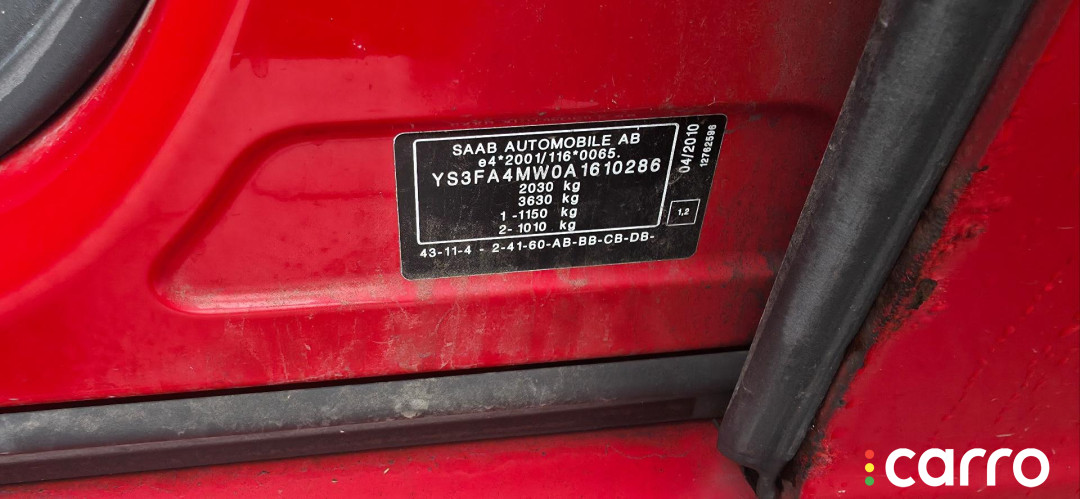 SAAB AUTOMOBILE AB
e4*2001/116*0065.
YS3FA4MW0A1610286
2030 kg
3630 kg
1 -1150 kg
2- 1010 kg
43-11-4 - 2-41-60-AB-BB-CB-DB-
04/2010
12762596
1,2
carro